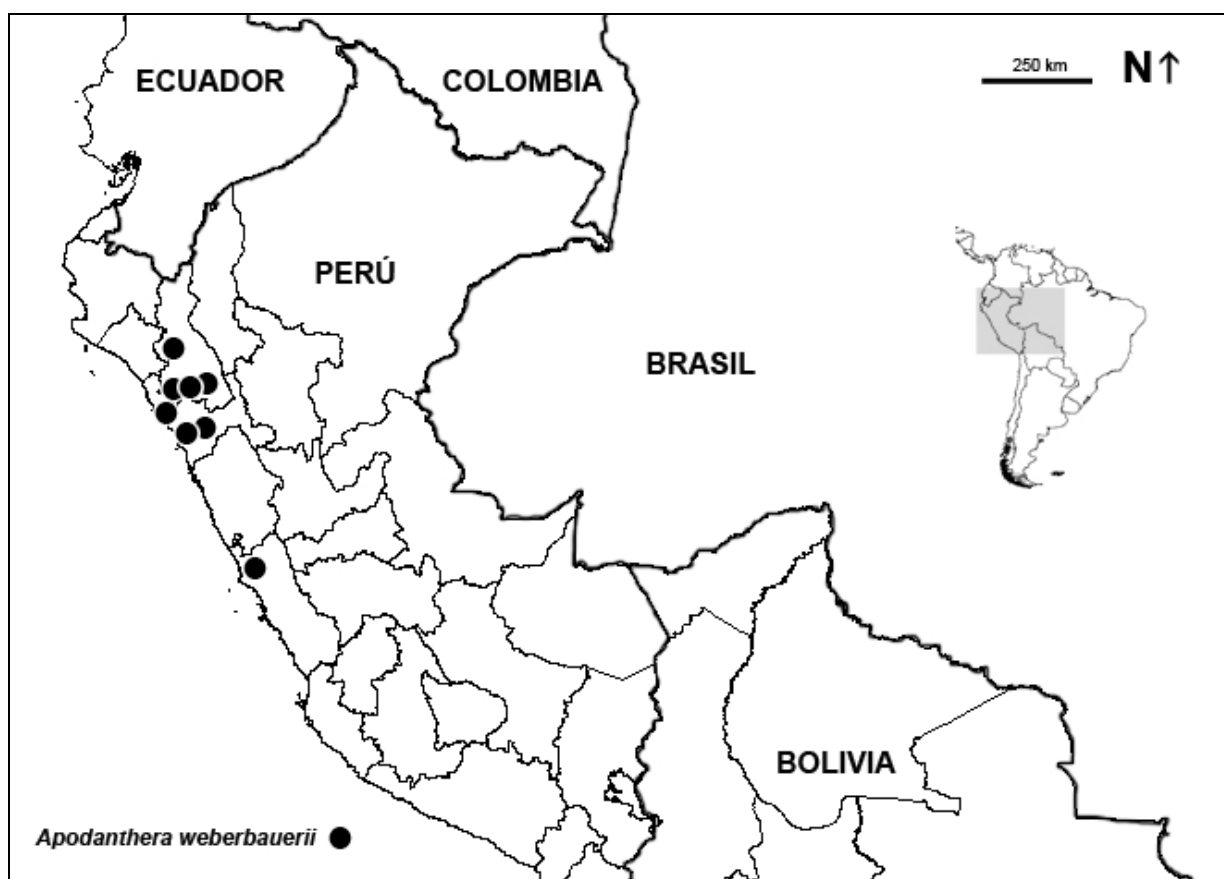 ECUADOR
COLOMBIA
250 km
N↑
PERÚ
BRASIL
BOLIVIA
Apodanthera weberbauerii